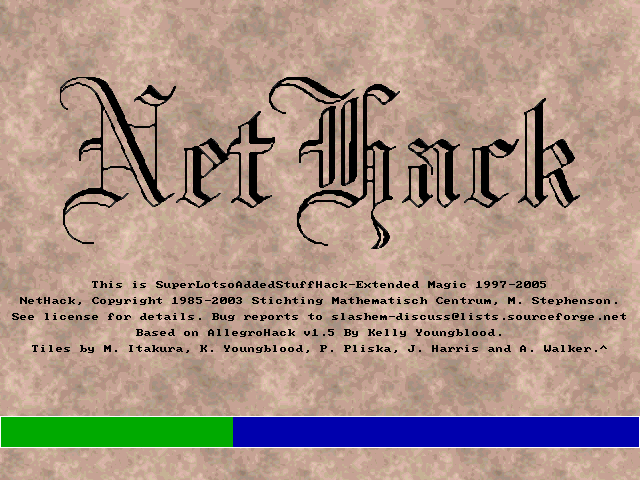 NetHack
This is SuperLotsoAddedStuffHack-Extended Magic 1997-2005
NetHack, Copyright 1985-2003 Stichting Mathematisch Centrum, M. Stephenson.
See license for details. Bug reports to slashem-discuss@lists.sourceforge.net
Based on AllegroHack v1.5 By Kelly Youngblood.
Tiles by M. Itakura, K. Youngblood, P. Pliska, J. Harris and A. Walker.^